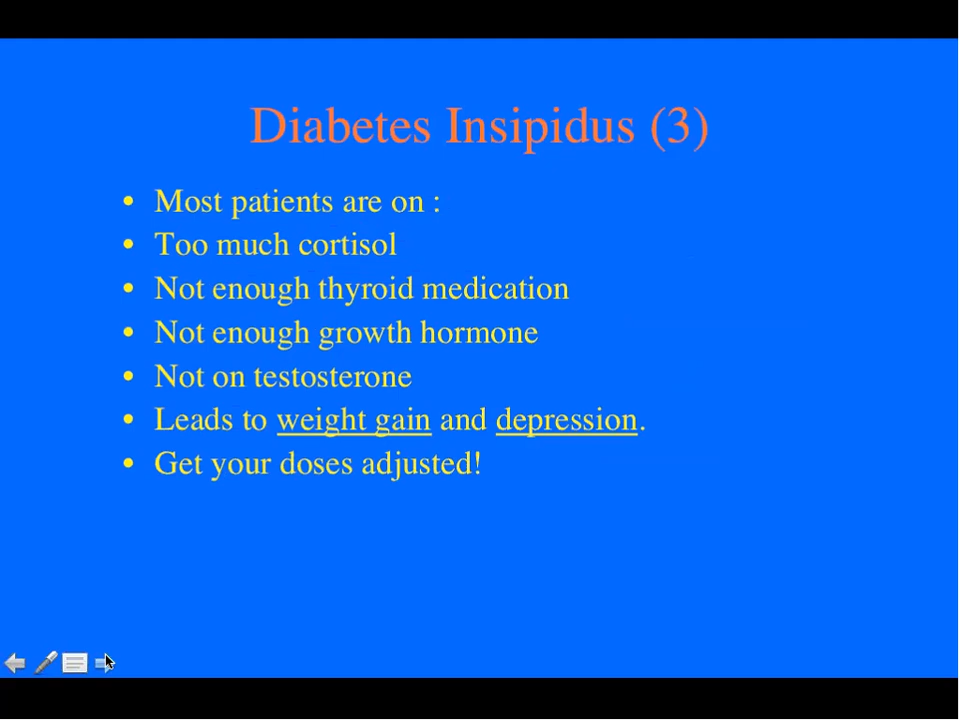 Diabetes Insipidus (3)
• Most patients are on :
• Too much cortisol
• Not enough thyroid medication
• Not enough growth hormone
• Not on testosterone
• Leads to weight gain and depression.
• Get your doses adjusted!